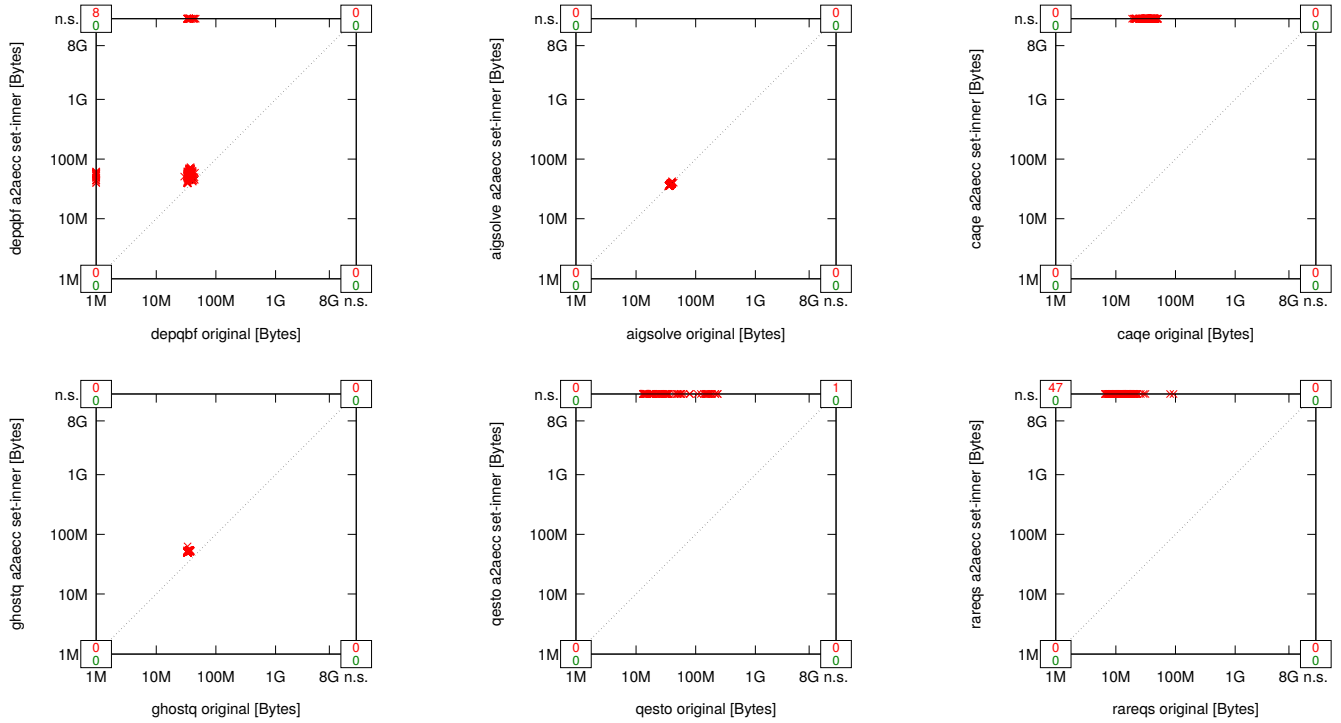 n.s. 8 0 0 0
8G
1G
100M
10M
1M 0 0 0 0
1M 10M 100M 1G 8G n.s.
depqbf a2aecc set-inner [Bytes]
depqbf original [Bytes]
n.s. 0 0 0 0
0 0 0 0
10M 100M 1G 8G n.s.
1M
aigsolve a2aecc set-inner [Bytes]
aigsolve original [Bytes]
n.s. 0 0 0 0
8G
1G
100M
10M
1M 0 0 0 0
1M 10M 100M 1G 8G n.s.
caqe a2aecc set-inner [Bytes]
caqe original [Bytes]
n.s. 0 0 0 0
8G
1G
100M
10M
1M 0 0 0 0
1M 10M 100M 1G 8G n.s.
ghostq a2aecc set-inner [Bytes]
ghostq original [Bytes]
n.s. 0 0 1 0
8G
1G
100M
10M
1M 0 0 0 0
1M 10M 100M 1G 8G n.s.
qesto a2aecc set-inner [Bytes]
qesto original [Bytes]
n.s. 47 0 0 0
8G
1G
100M
10M
1M 0 0 0 0
1M 10M 100M 1G 8G n.s.
rareqs a2aecc set-inner [Bytes]
rareqs original [Bytes]